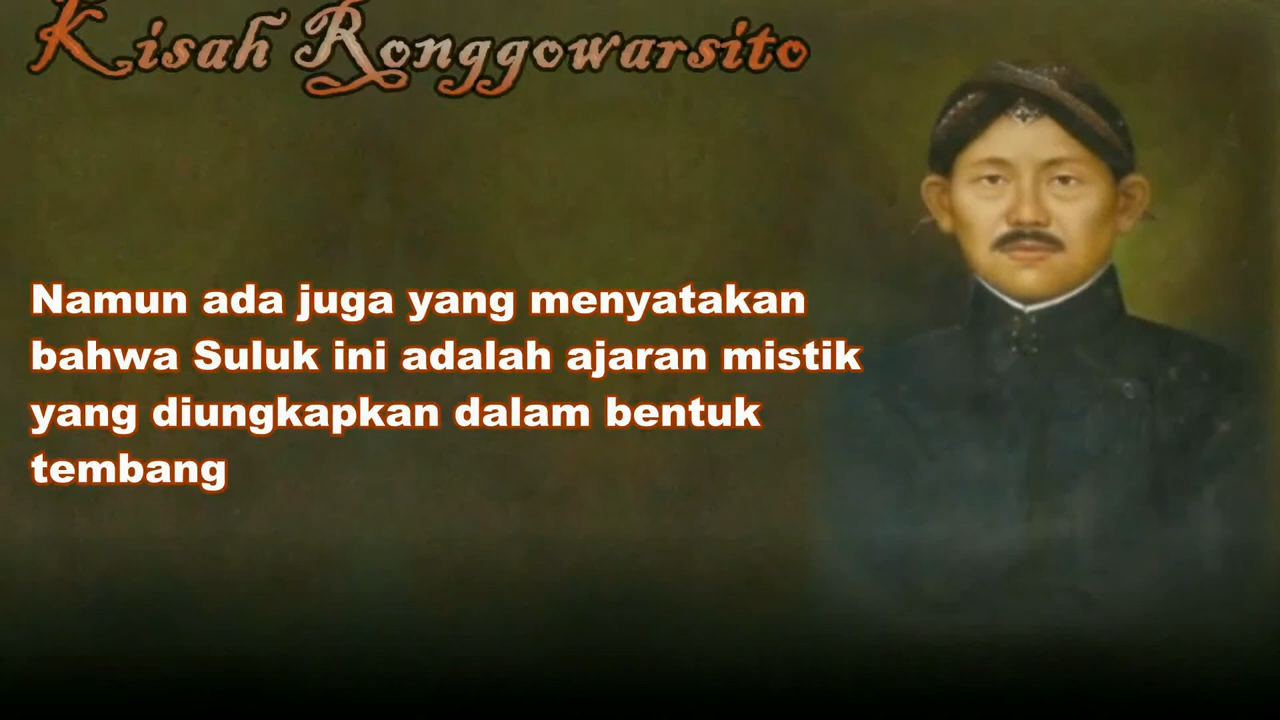 Kisah Ronggowarsito
Namun ada juga yang menyatakan
bahwa Suluk ini adalah ajaran mistik
yang diungkapkan dalam bentuk
tembang